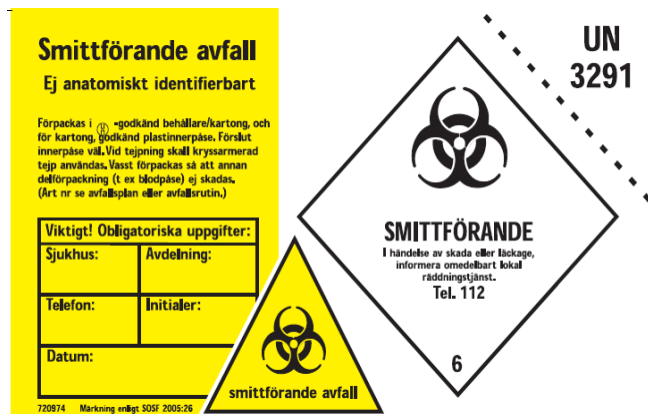 Smittförande avfall
Ej anatomiskt identifierbart
Förpackas i -godkänd behållare/kartong, och
för kartong, godkänd plastinnerpåse. Förslut
innerpåse väl. Vid tejpning skall kryssarmerad
tejp användas. Vasst förpackas så att annan
delförpackning (t ex blodpåse) ej skadas.
(Art nr se avfallsplan eller avfallsrutin.)
Viktigt! Obligatoriska uppgifter:
Sjukhus: Avdelning:
Telefon: Initialer:
Datum:
720974 Märkning enligt SOSF 2005:26
smittförande avfall
SMITTFÖRANDE
I händelse av skada eller läckage,
informera omedelbart lokal
räddningstjänst.
Tel. 112
6
UN
3291